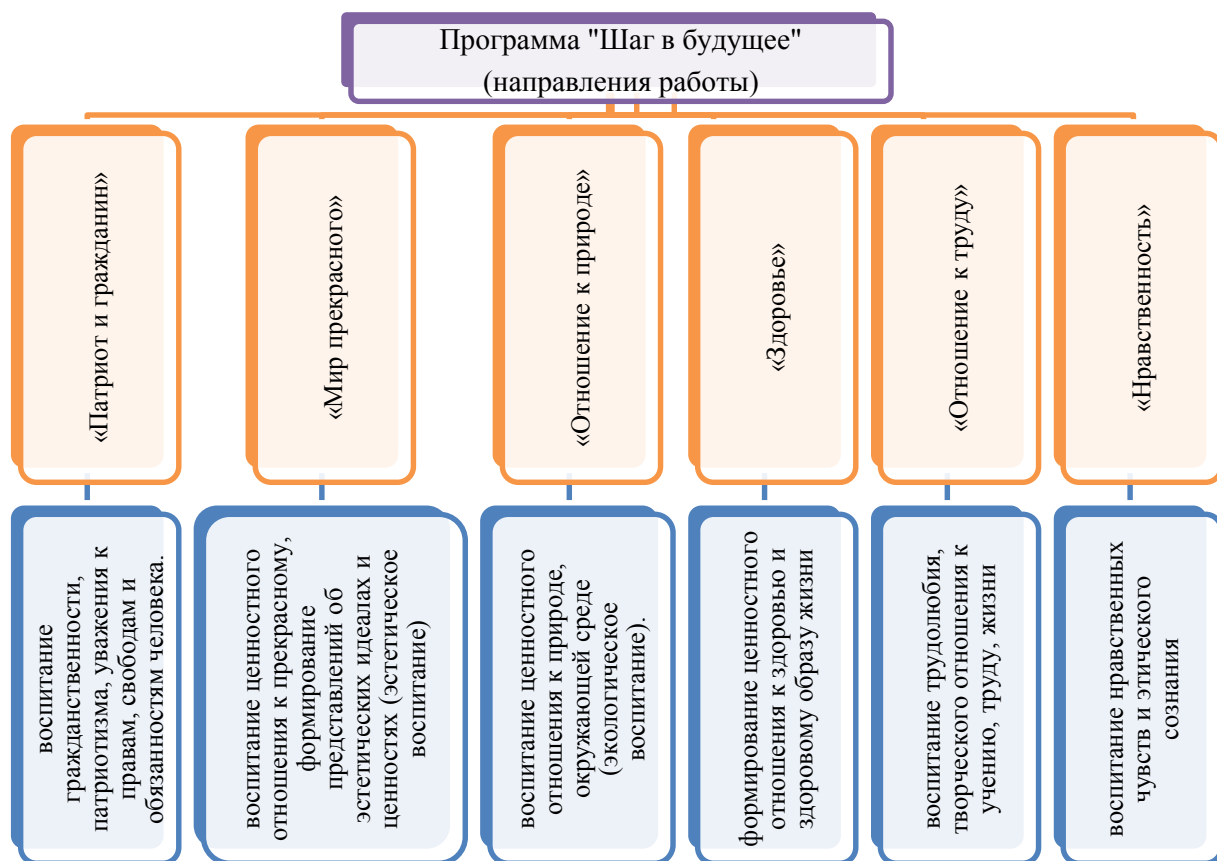 Программа "Шаг в будущее"
(направления работы)
«Патриот и гражданин»
«Мир прекрасного»
«Отношение к природе»
«Здоровье»
«Отношение к труду»
«Нравственность»
воспитание
гражданственности,
патриотизма, уважения к
правам, свободам и
обязанностям человека.
воспитание ценностного
отношения к прекрасному,
формирование
представлений об
эстетических идеалах и
ценностях (эстетическое
воспитание)
воспитание ценностного
отношения к природе,
окружающей среде
(экологическое
воспитание).
формирование ценностного
отношения к здоровью и
здоровому образу жизни
воспитание трудолюбия,
творческого отношения к
учению, труду, жизни
воспитание нравственных
чувств и этического
сознания